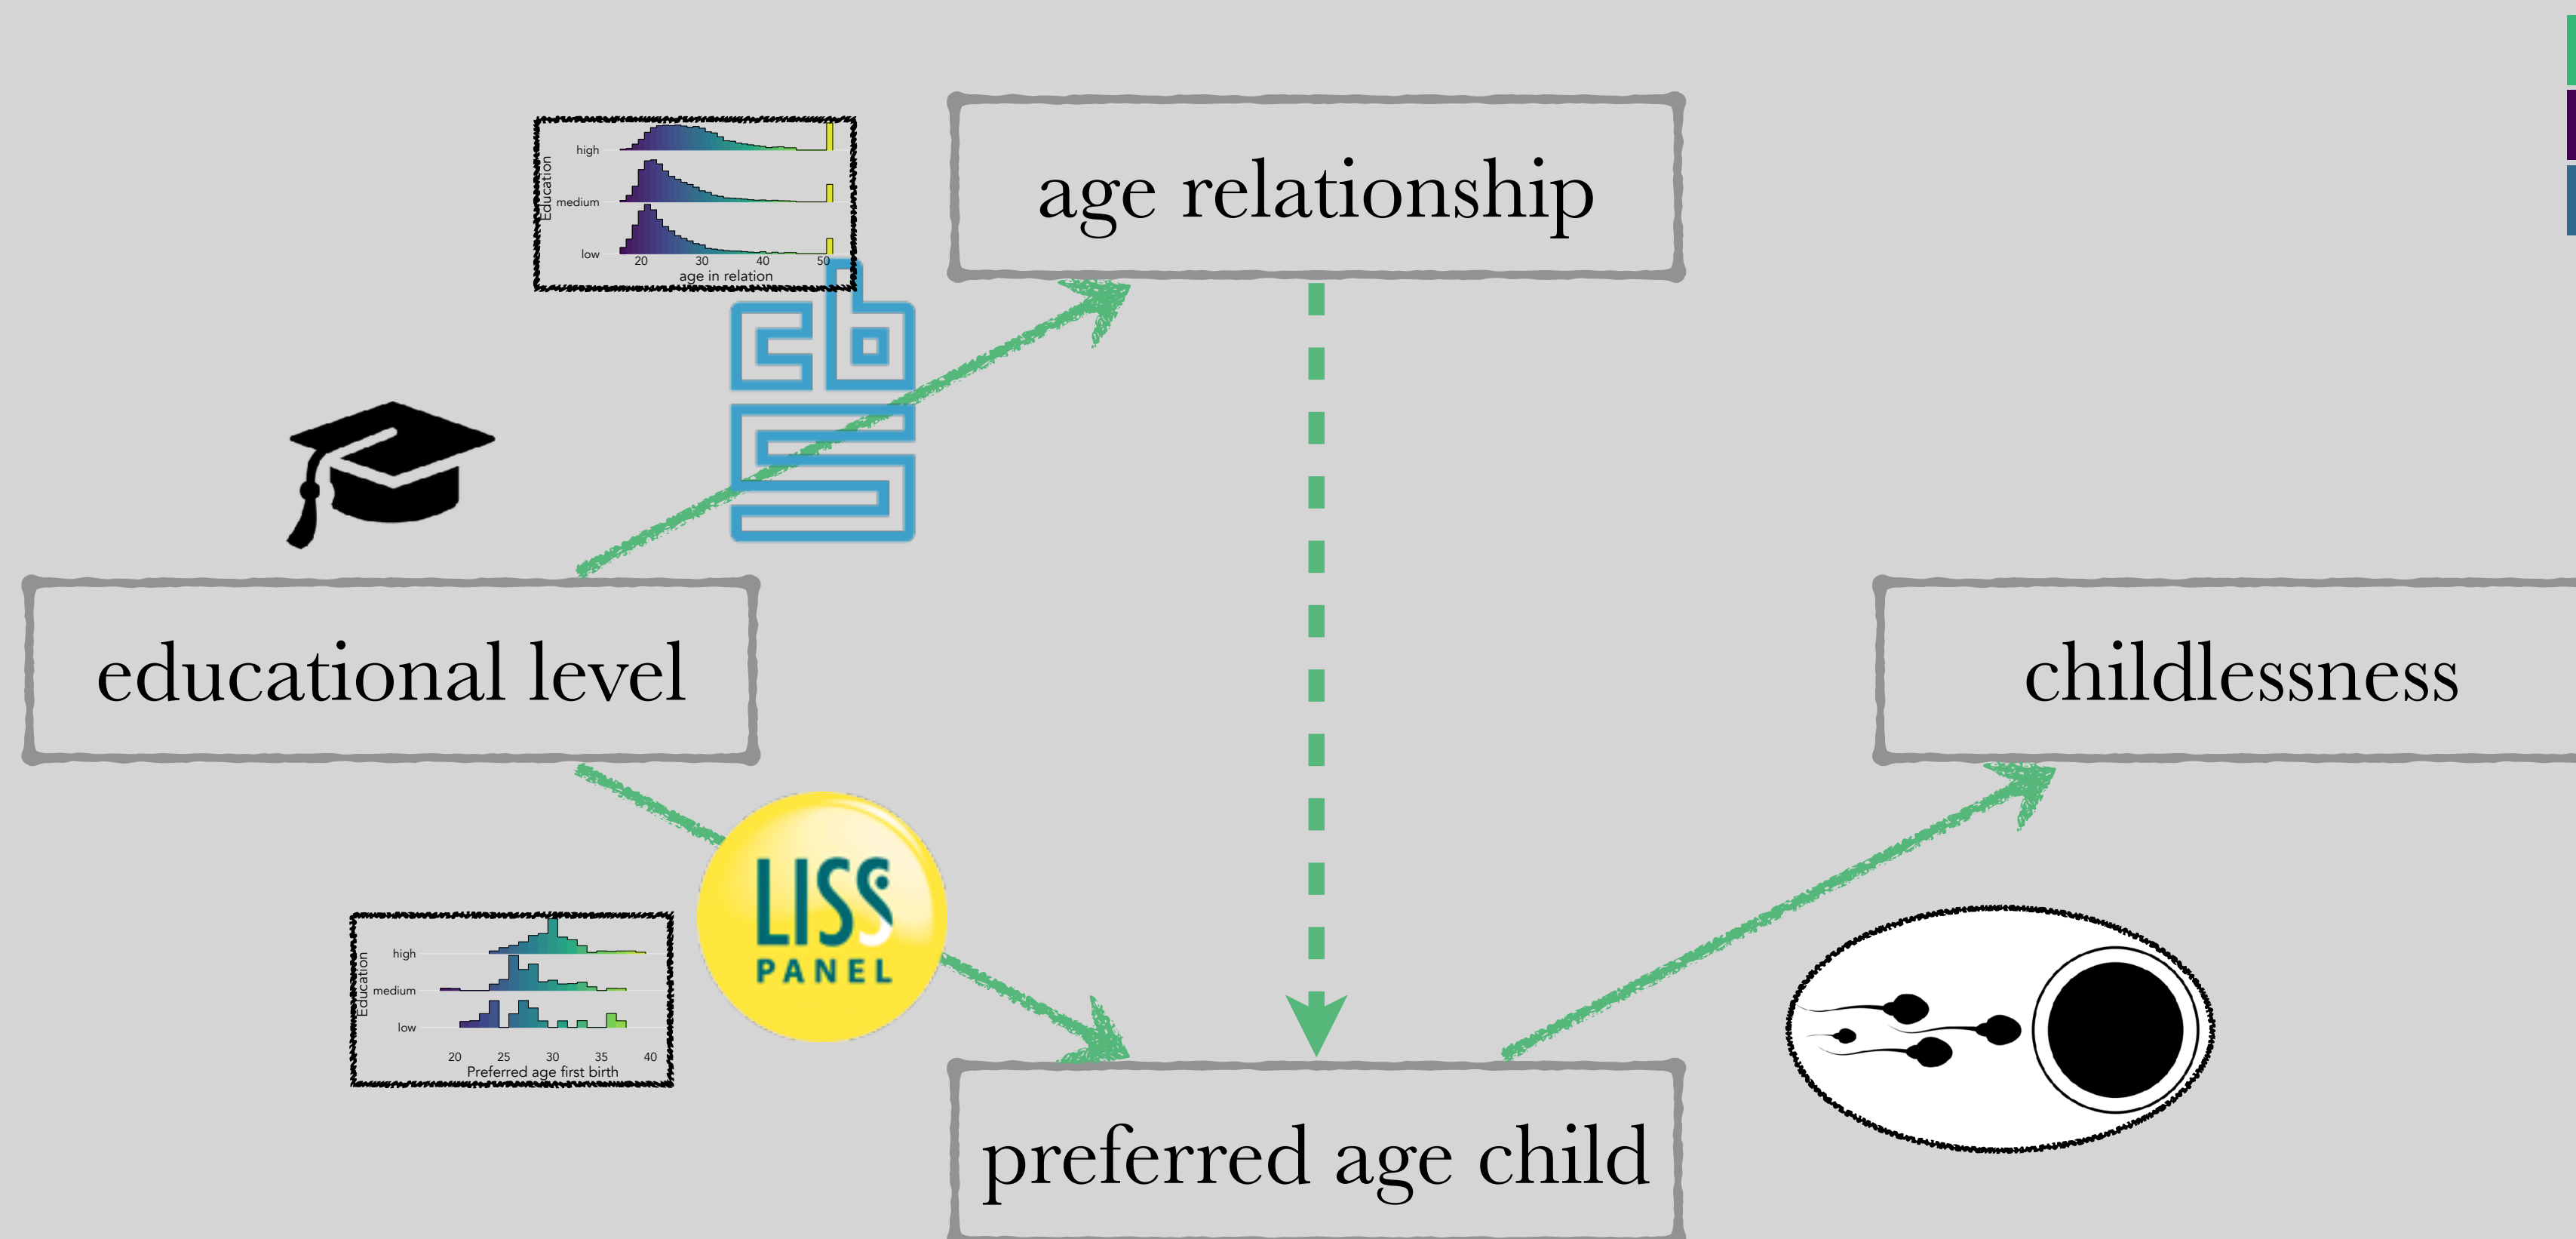 age relationship
Education
high
medium
low
20 30 40 50
age in relation
cbs
educational level
childlessness
LISS
PANEL
Education
high
medium
low
20 25 30 35 40
Preferred age first birth
preferred age child